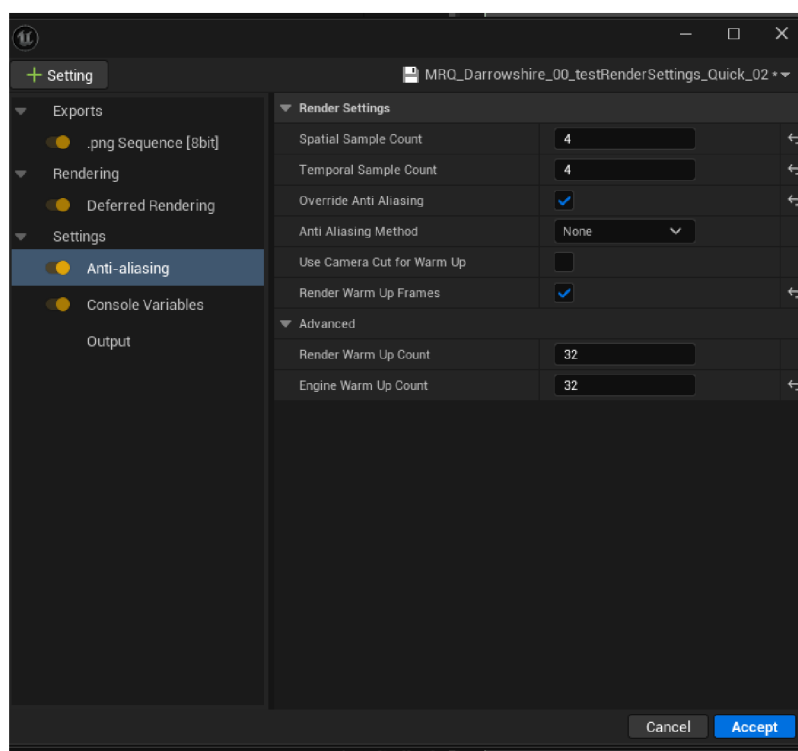 + Setting
MRQ_Darrowshire_00_testRenderSettings_Quick_02 *
Exports
.png Sequence [8bit]
Rendering
Deferred Rendering
Settings
Anti-aliasing
Console Variables
Output
Render Settings
Spatial Sample Count 4
Temporal Sample Count 4
Override Anti Aliasing
Anti Aliasing Method None
Use Camera Cut for Warm Up
Render Warm Up Frames
Advanced
Render Warm Up Count 32
Engine Warm Up Count 32
Cancel Accept